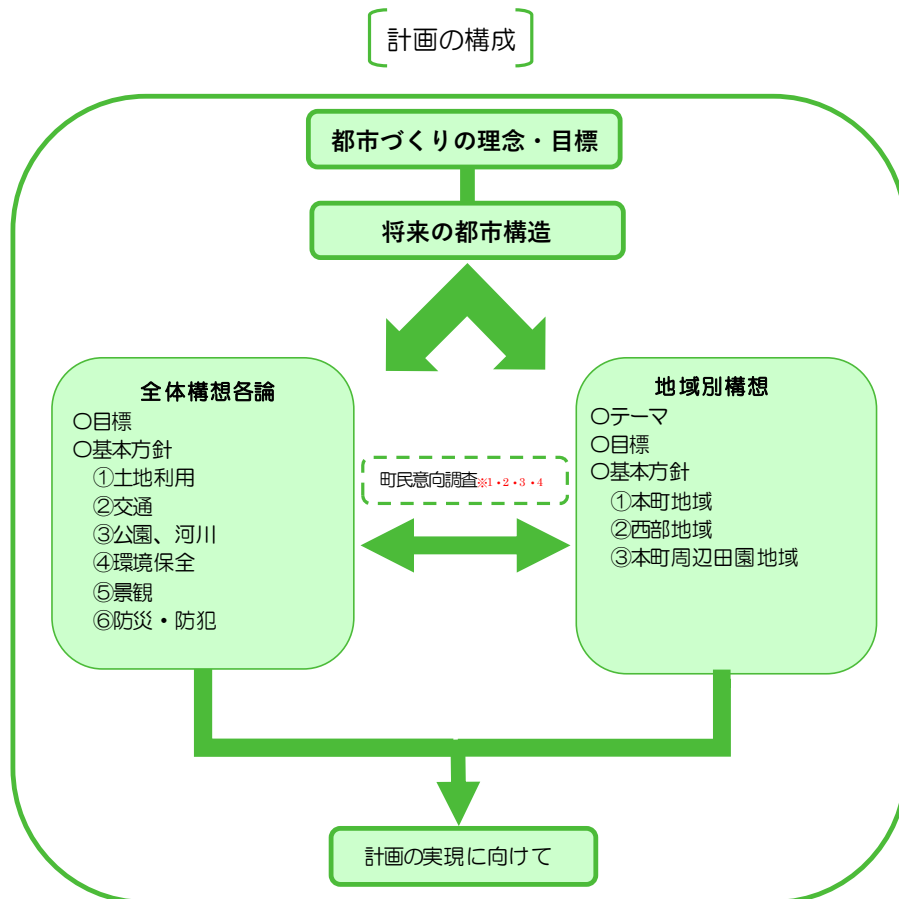 計画の構成
都市づくりの理念・目標
将来の都市構造
全体構想各論
〇目標
〇基本方針
①土地利用
②交通
③公園、河川
④環境保全
⑤景観
⑥防災・防犯
町民意向調査※1・2・3・4
地域別構想
〇テーマ
〇目標
〇基本方針
①本町地域
②西部地域
③本町周辺田園地域
計画の実現に向けて